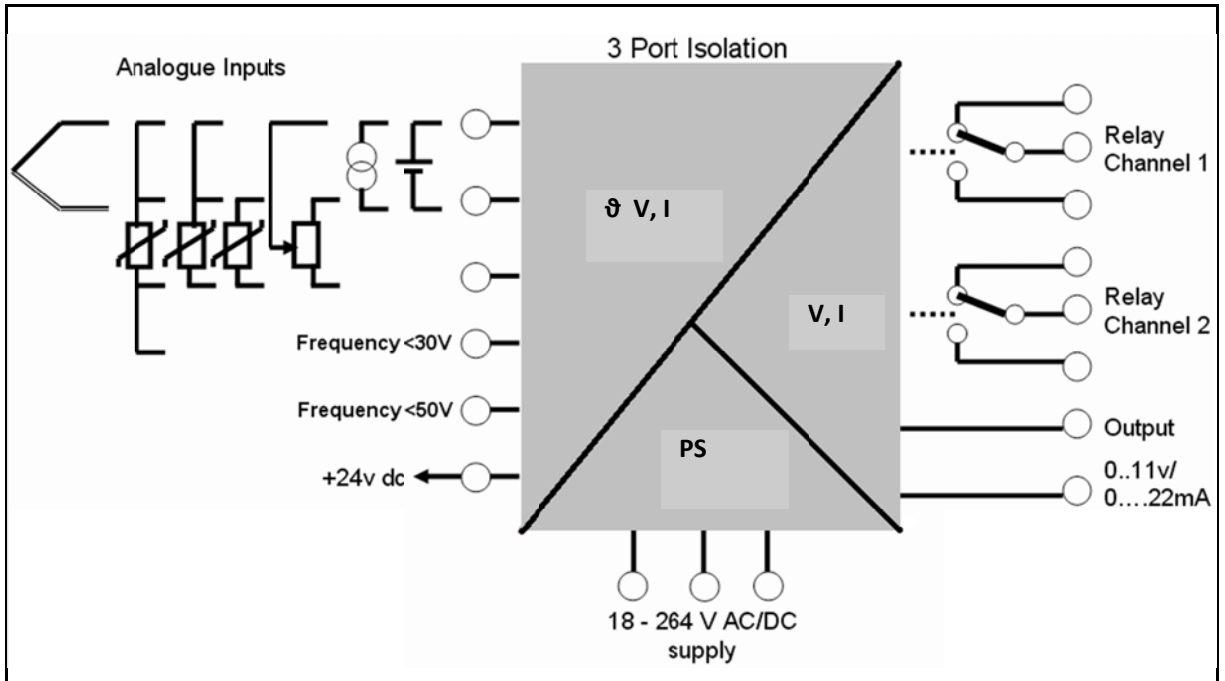 3 Port Isolation
Analogue Inputs
Relay
Channel 1
ϑ V, I
Relay
Channel 2
V, I
Frequency <30V
Frequency <50V
Output
PS
+24v dc
0..11v/
0....22mA
18 - 264 V AC/DC
supply